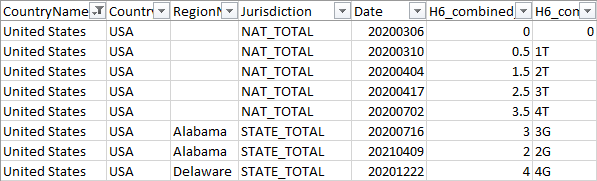 CountryName Country RegionN Jurisdiction Date H6_combined_ H6_com
United States USA NAT_TOTAL 20200306 0 0
United States USA NAT_TOTAL 20200310 0.5 1T
United States USA NAT_TOTAL 20200404 1.5 2T
United States USA NAT_TOTAL 20200417 2.5 3T
United States USA NAT_TOTAL 20200702 3.5 4T
United States USA Alabama STATE_TOTAL 20200716 3 3G
United States USA Alabama STATE_TOTAL 20210409 2 2G
United States USA Delaware STATE_TOTAL 20201222 4 4G